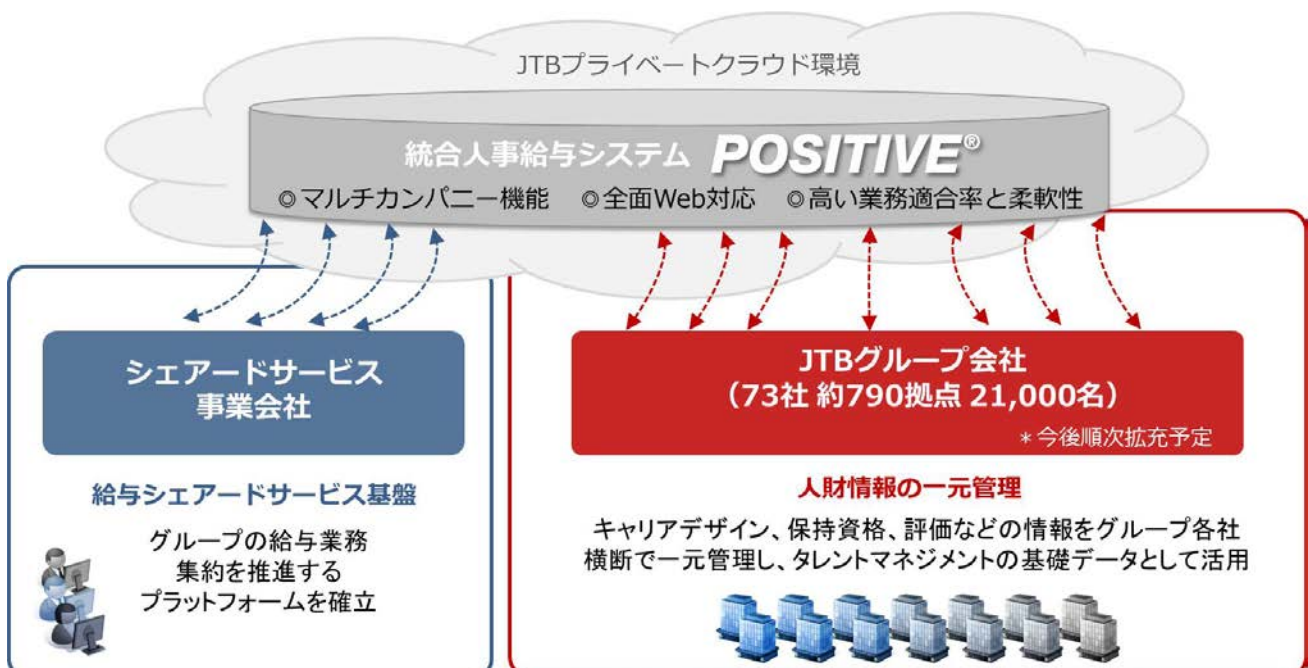 JTBプライベートクラウド環境
統合人事給与システム POSITIVE®
◎マルチカンパニー機能 ◎全面Web対応 ◎高い業務適合率と柔軟性
シェアードサービス
事業会社
給与シェアードサービス基盤
グループの給与業務
集約を推進する
プラットフォームを確立
JTBグループ会社
（73社 約790拠点 21,000名）
＊今後順次拡充予定
人財情報の一元管理
キャリアデザイン、保持資格、評価などの情報をグループ各社
横断で一元管理し、タレントマネジメントの基礎データとして活用